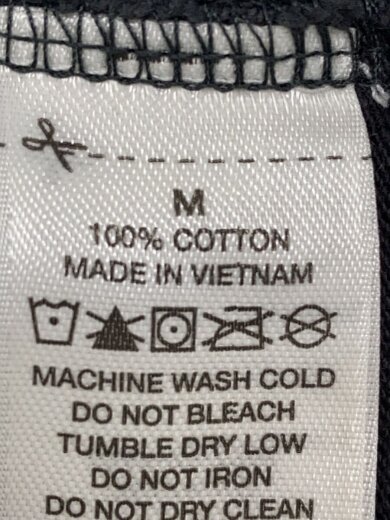 M
100% COTTON
MADE IN VIETNAM
MACHINE WASH COLD
DO NOT BLEACH
TUMBLE DRY LOW
DO NOT IRON
DO NOT DRY CLEAN